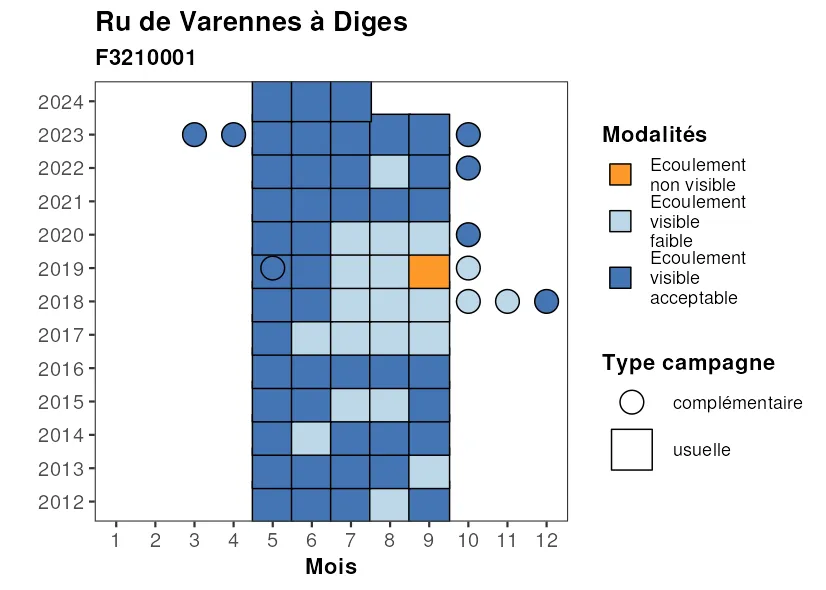 Ru de Varennes à Diges
F3210001
2024
2023
2022
2021
2020
2019
2018
2017
2016
2015
2014
2013
2012
1 2 3 4 5 6 7 8 9 10 11 12
Mois
Modalités
Ecoulement
non visible
Ecoulement
visible
faible
Ecoulement
visible
acceptable
Type campagne
complémentaire
usuelle